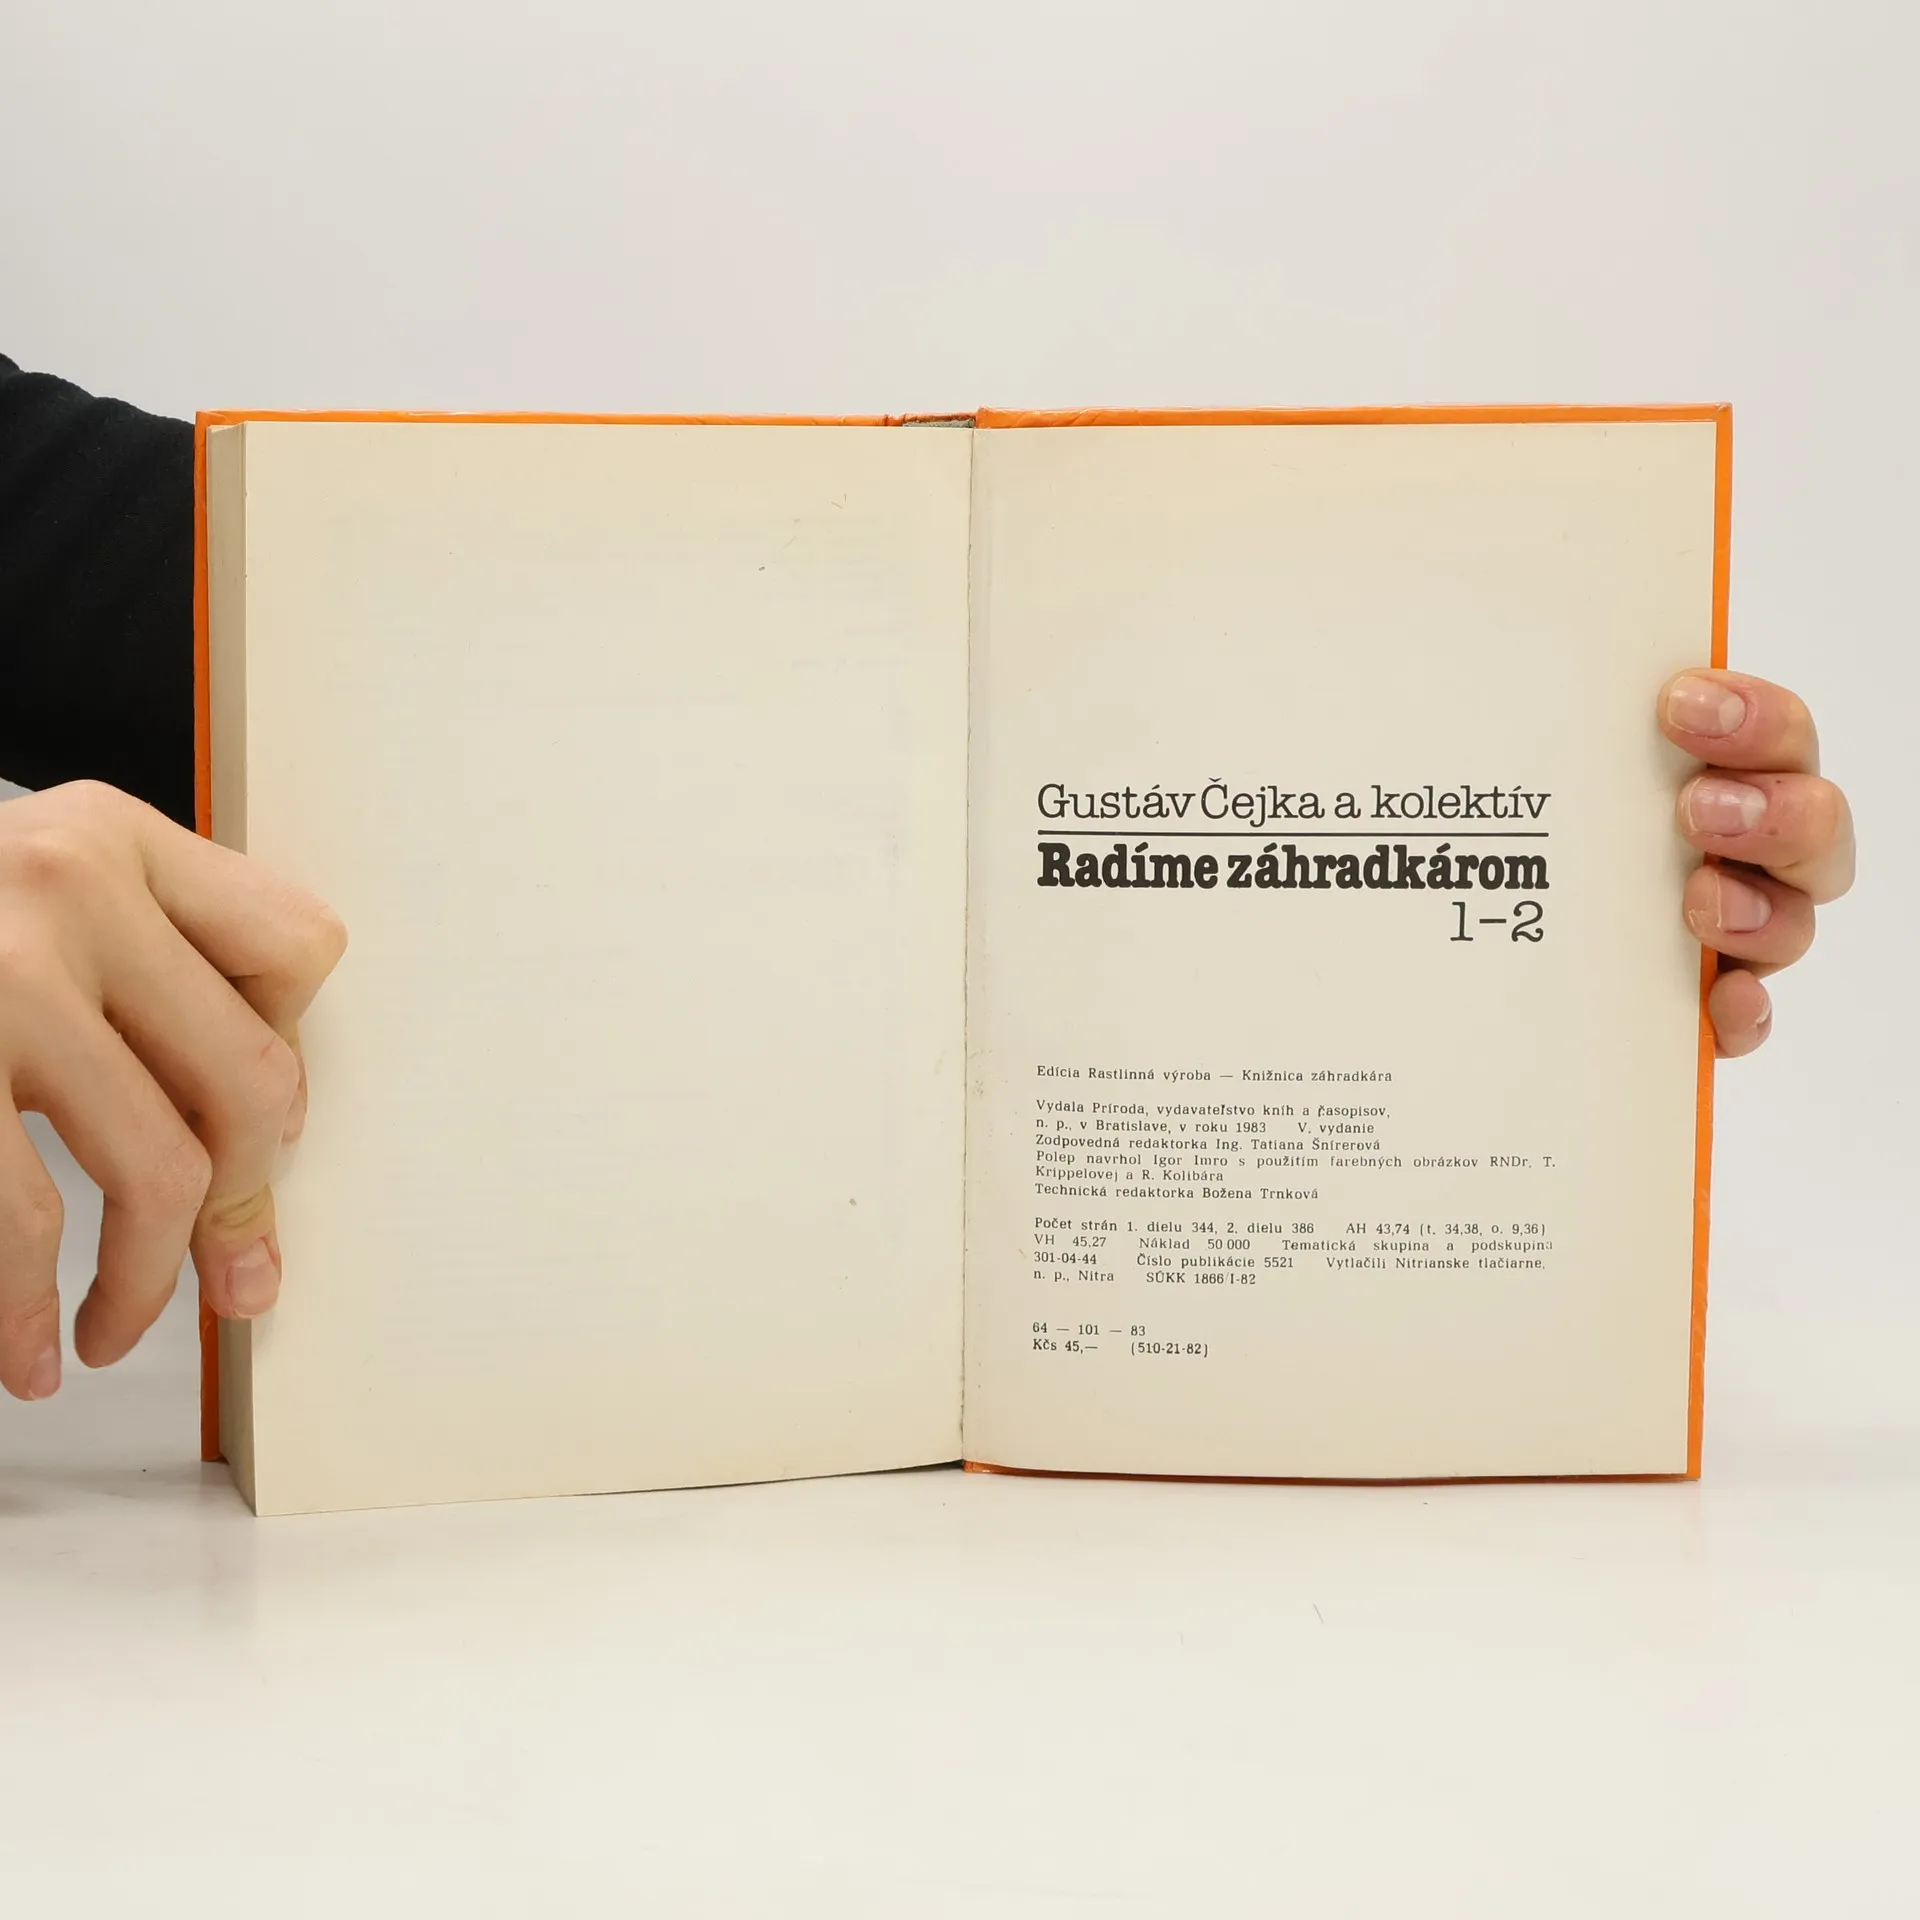 Gustáv Čejka a kolektív
Radíme záhradkárom
1–2
Edícia Rastlinná výroba — Knižnica záhradkára
Vydala Príroda, vydavateľstvo kníh a časopisov,
n. p., v Bratislave, v roku 1983 V. vydanie
Zodpovedná redaktorka Ing. Tatiana Šnírerová
Polep navrhol Igor Imro s použitím farebných obrázkov RNDr. T.
Krippelovej a R. Kolibára
Technická redaktorka Božena Trnková
Počet strán 1. dielu 344, 2. dielu 386 AH 43,74 (t. 34,38, o. 9,36)
VH 45,27 Náklad 50 000 Tematická skupina a podskupina
301-04-44 Číslo publikácie 5521 Vytlačili Nitrianske tlačiarne,
n. p., Nitra SÚKK 1866/I-82
64 — 101 — 83
Kčs 45,— (510-21-82)